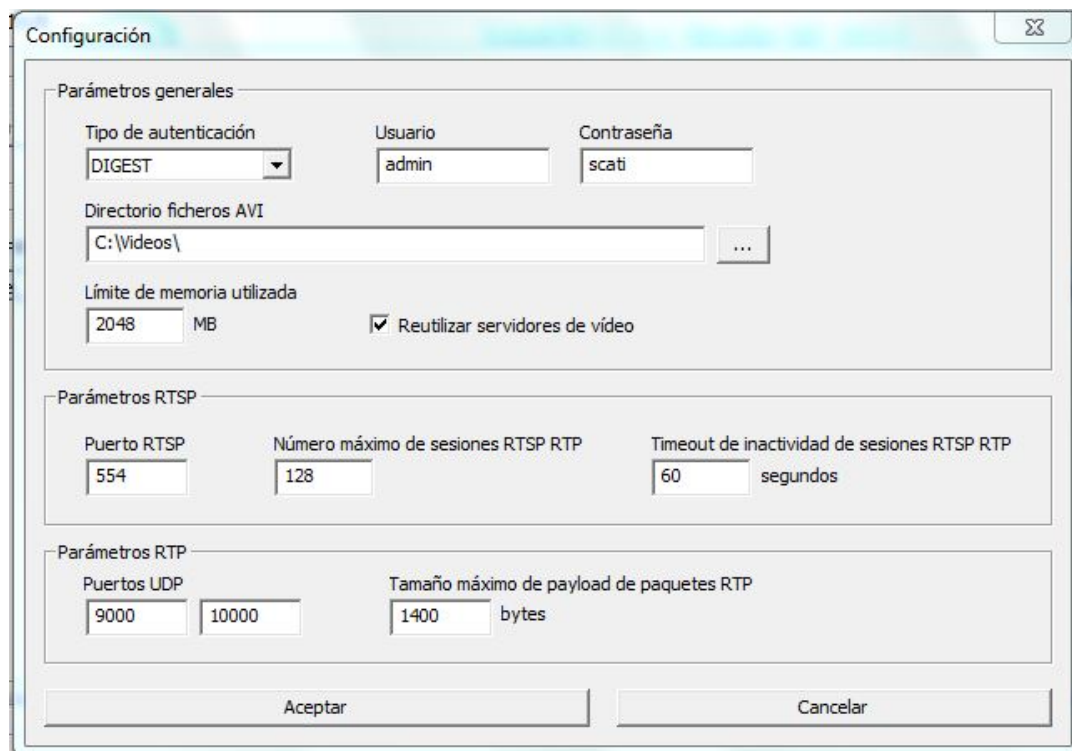 Configuración
Parámetros generales
Tipo de autenticación Usuario Contraseña
DIGEST admin scati
Directorio ficheros AVI
C:\Videos\ ...
Límite de memoria utilizada
2048 MB Reutilizar servidores de vídeo
Parámetros RTSP
Puerto RTSP Número máximo de sesiones RTSP RTP Timeout de inactividad de sesiones RTSP RTP
554 128 60 segundos
Parámetros RTP
Puertos UDP Tamaño máximo de payload de paquetes RTP
9000 10000 1400 bytes
Aceptar Cancelar